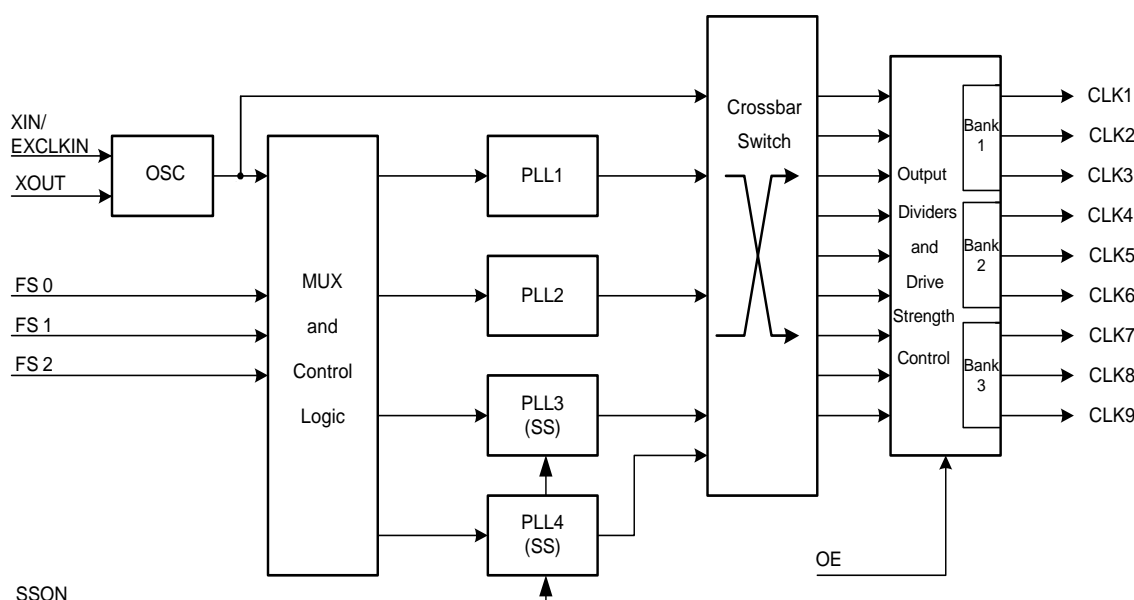 XIN/
EXCLKIN
XOUT
OSC
FS 0
FS 1
FS 2
MUX
and
Control
Logic
PLL1
PLL2
PLL3
(SS)
PLL4
(SS)
SSON
Crossbar
Switch
Output
Dividers
and
Drive
Strength
Control
Bank
1
Bank
2
Bank
3
CLK1
CLK2
CLK3
CLK4
CLK5
CLK6
CLK7
CLK8
CLK9
OE